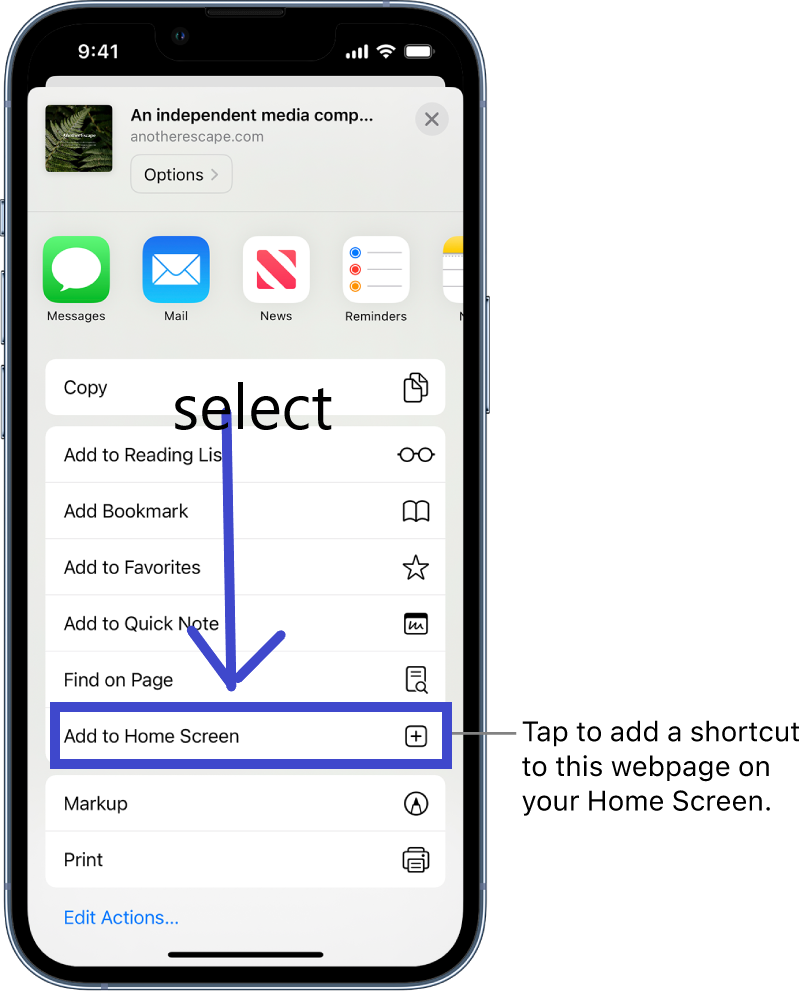 9:41
An independent media comp...
anotherescape.com
Options
Messages
Mail
News
Reminders
Copy
select
Add to Reading Lis
Add Bookmark
Add to Favorites
Add to Quick Note
Find on Page
Add to Home Screen
Tap to add a shortcut
to this webpage on
your Home Screen.
Markup
Print
Edit Actions...